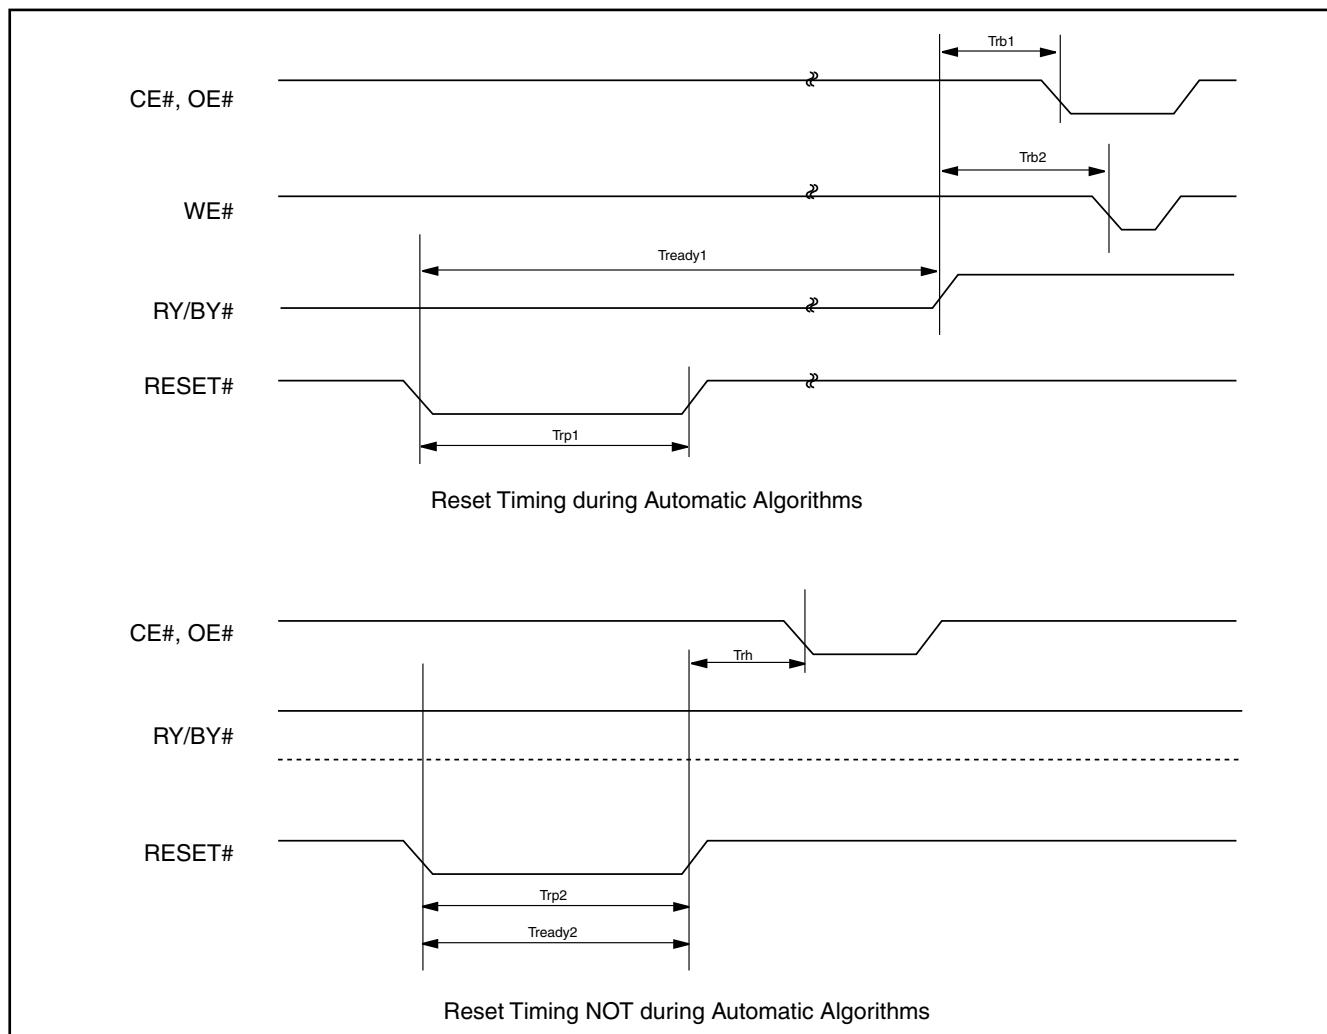 Trb1
CE#, OE#
Trb2
WE#
Tready1
RY/BY#
RESET#
Trp1
Reset Timing during Automatic Algorithms
CE#, OE#
Trh
RY/BY#
RESET#
Trp2
Tready2
Reset Timing NOT during Automatic Algorithms